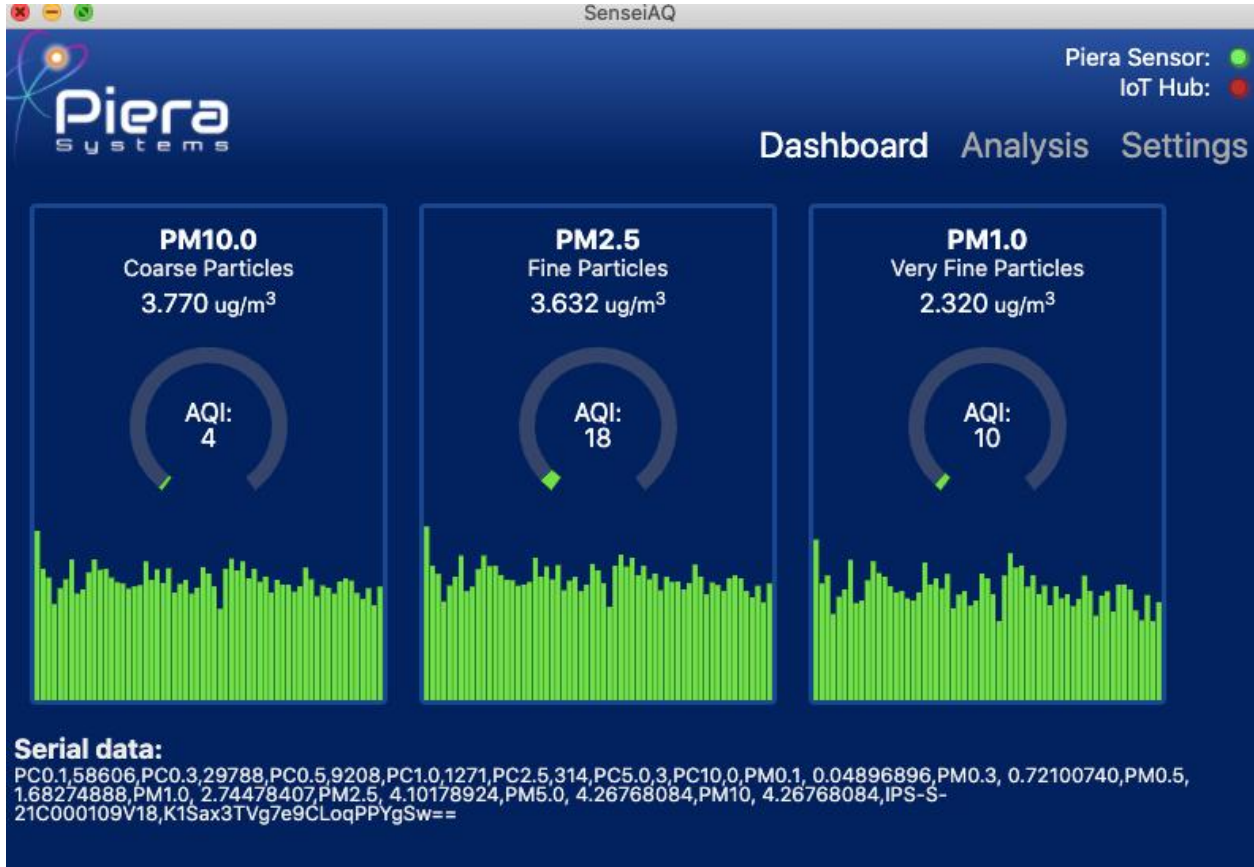 SenseiAQ
Piera
Systems
Piera Sensor:
IoT Hub:
Dashboard Analysis Settings
PM10.0
Coarse Particles
3.770 ug/m³
AQI:
4
PM2.5
Fine Particles
3.632 ug/m³
AQI:
18
PM1.0
Very Fine Particles
2.320 ug/m³
AQI:
10
Serial data:
PC0.1,58606,PC0.3,29788,PC0.5,9208,PC1.0,1271,PC2.5,314,PC5.0,3,PC10,0,PM0.1, 0.04896896,PM0.3, 0.72100740,PM0.5,
1.68274888,PM1.0, 2.74478407,PM2.5, 4.10178924,PM5.0, 4.26768084,PM10, 4.26768084,IPS-S-
21C000109V18,K1Sax3TVg7e9CLoqPPYgSw==